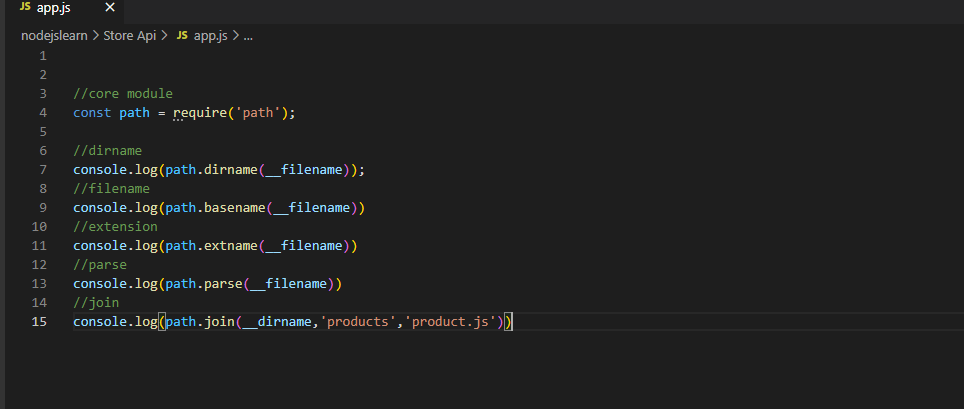 JS app.js ×
nodejslearn > Store Api > JS app.js > ...
1
2
3 //core module
4 const path = require('path');
5
6 //dirname
7 console.log(path.dirname(__filename));
8 //filename
9 console.log(path.basename(__filename))
10 //extension
11 console.log(path.extname(__filename))
12 //parse
13 console.log(path.parse(__filename))
14 //join
15 console.log(path.join(__dirname,'products','product.js'))